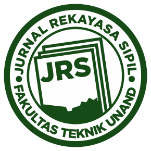 • JURNAL REKAYASA SIPIL •
JRS
FAKULTAS TEKNIK UNAND